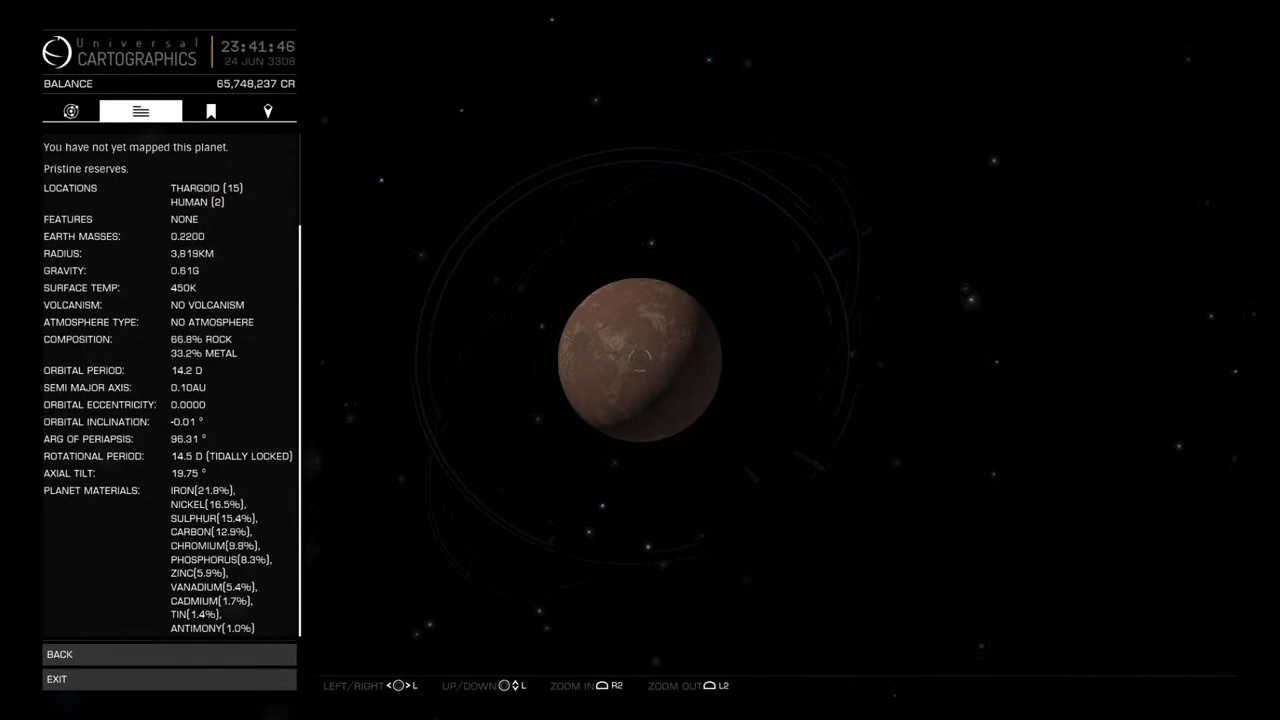 Universal
CARTOGRAPHICS
23:41:46
24 JUN 3308
BALANCE 65,748,237 CR
You have not yet mapped this planet.
Pristine reserves.
LOCATIONS THARGOID (15)
HUMAN (2)
FEATURES NONE
EARTH MASSES: 0.2200
RADIUS: 3,819KM
GRAVITY: 0.61G
SURFACE TEMP: 450K
VOLCANISM: NO VOLCANISM
ATMOSPHERE TYPE: NO ATMOSPHERE
COMPOSITION: 66.8% ROCK
33.2% METAL
ORBITAL PERIOD: 14.2 D
SEMI MAJOR AXIS: 0.10AU
ORBITAL ECCENTRICITY: 0.0000
ORBITAL INCLINATION: -0.01 °
ARG OF PERIAPSIS: 96.31 °
ROTATIONAL PERIOD: 14.5 D (TIDALLY LOCKED)
AXIAL TILT: 19.75 °
PLANET MATERIALS: IRON(21.8%),
NICKEL(16.5%),
SULPHUR(15.4%),
CARBON(12.9%),
CHROMIUM(9.8%),
PHOSPHORUS(8.3%),
ZINC(5.9%),
VANADIUM(5.4%),
CADMIUM(1.7%),
TIN(1.4%),
ANTIMONY(1.0%)
BACK
EXIT
LEFT/RIGHT L UP/DOWN L ZOOM IN R2 ZOOM OUT L2